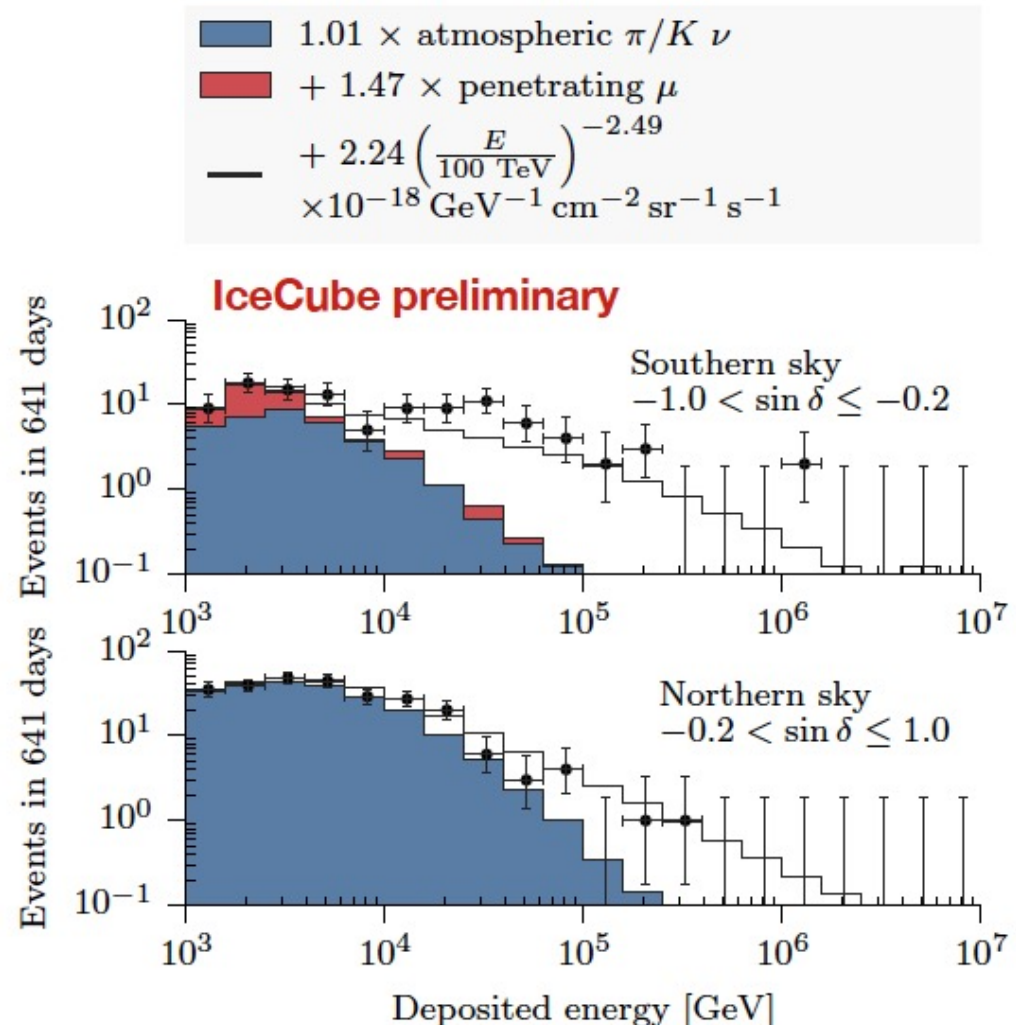 1.01 × atmospheric π/K ν
+ 1.47 × penetrating μ
+ 2.24 (E/100 TeV)^−2.49
×10^−18 GeV^−1 cm^−2 sr^−1 s^−1
IceCube preliminary
Events in 641 days
10^2
10^1
10^0
10^−1
Southern sky
−1.0 < sin δ ≤ −0.2
10^3 10^4 10^5 10^6 10^7
Events in 641 days
10^2
10^1
10^0
10^−1
Northern sky
−0.2 < sin δ ≤ 1.0
10^3 10^4 10^5 10^6 10^7
Deposited energy [GeV]